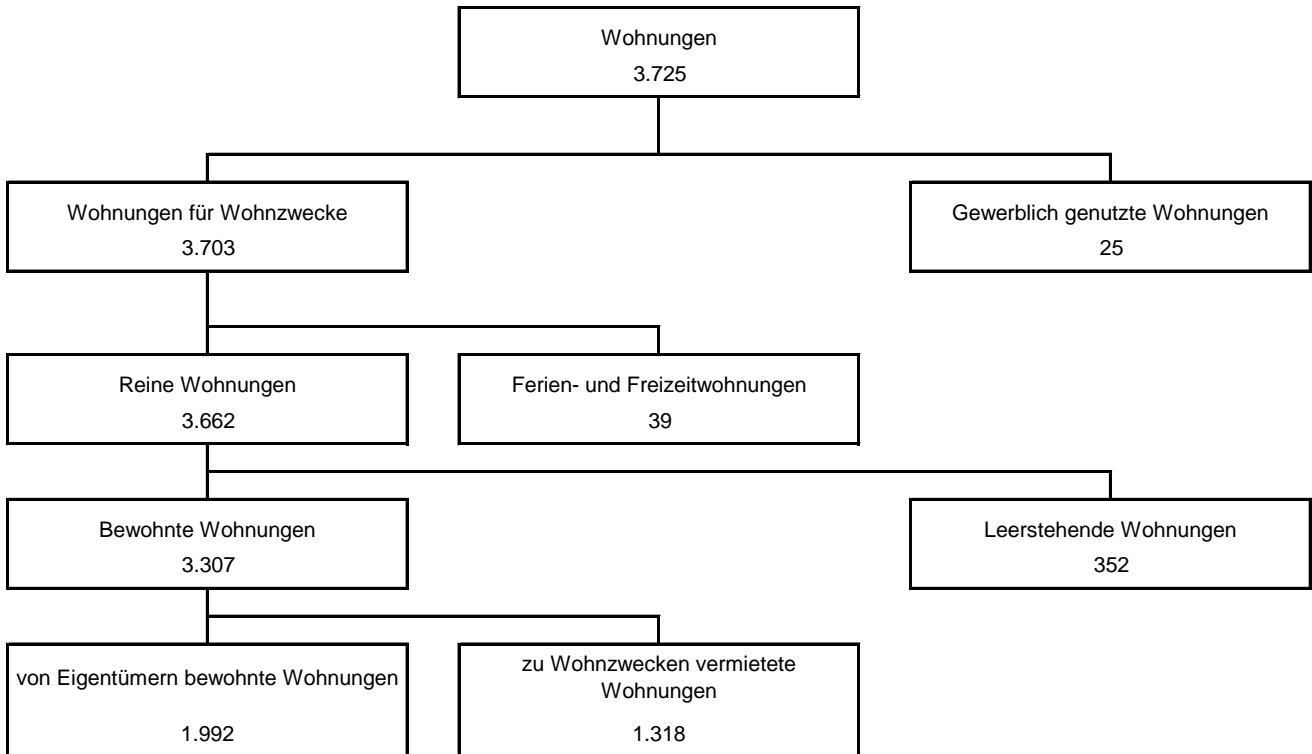 Wohnungen
3.725
Wohnungen für Wohnzwecke
3.703
Gewerblich genutzte Wohnungen
25
Reine Wohnungen
3.662
Ferien- und Freizeitwohnungen
39
Bewohnte Wohnungen
3.307
Leerstehende Wohnungen
352
von Eigentümern bewohnte Wohnungen
1.992
zu Wohnzwecken vermietete
Wohnungen
1.318